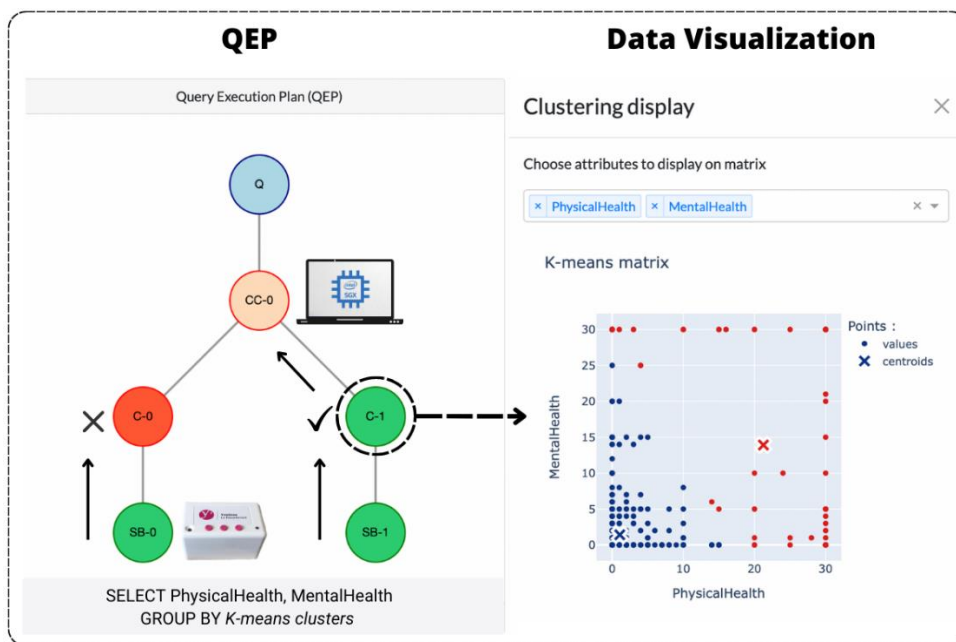 QEP
Query Execution Plan (QEP)
Q
CC-0
intel
SGX
C-0
C-1
SB-0
SB-1
SELECT PhysicalHealth, MentalHealth
GROUP BY K-means clusters
Data Visualization
Clustering display
Choose attributes to display on matrix
× PhysicalHealth × MentalHealth
K-means matrix
Points :
values
centroids
30
25
20
15
10
5
0
MentalHealth
0 10 20 30
PhysicalHealth